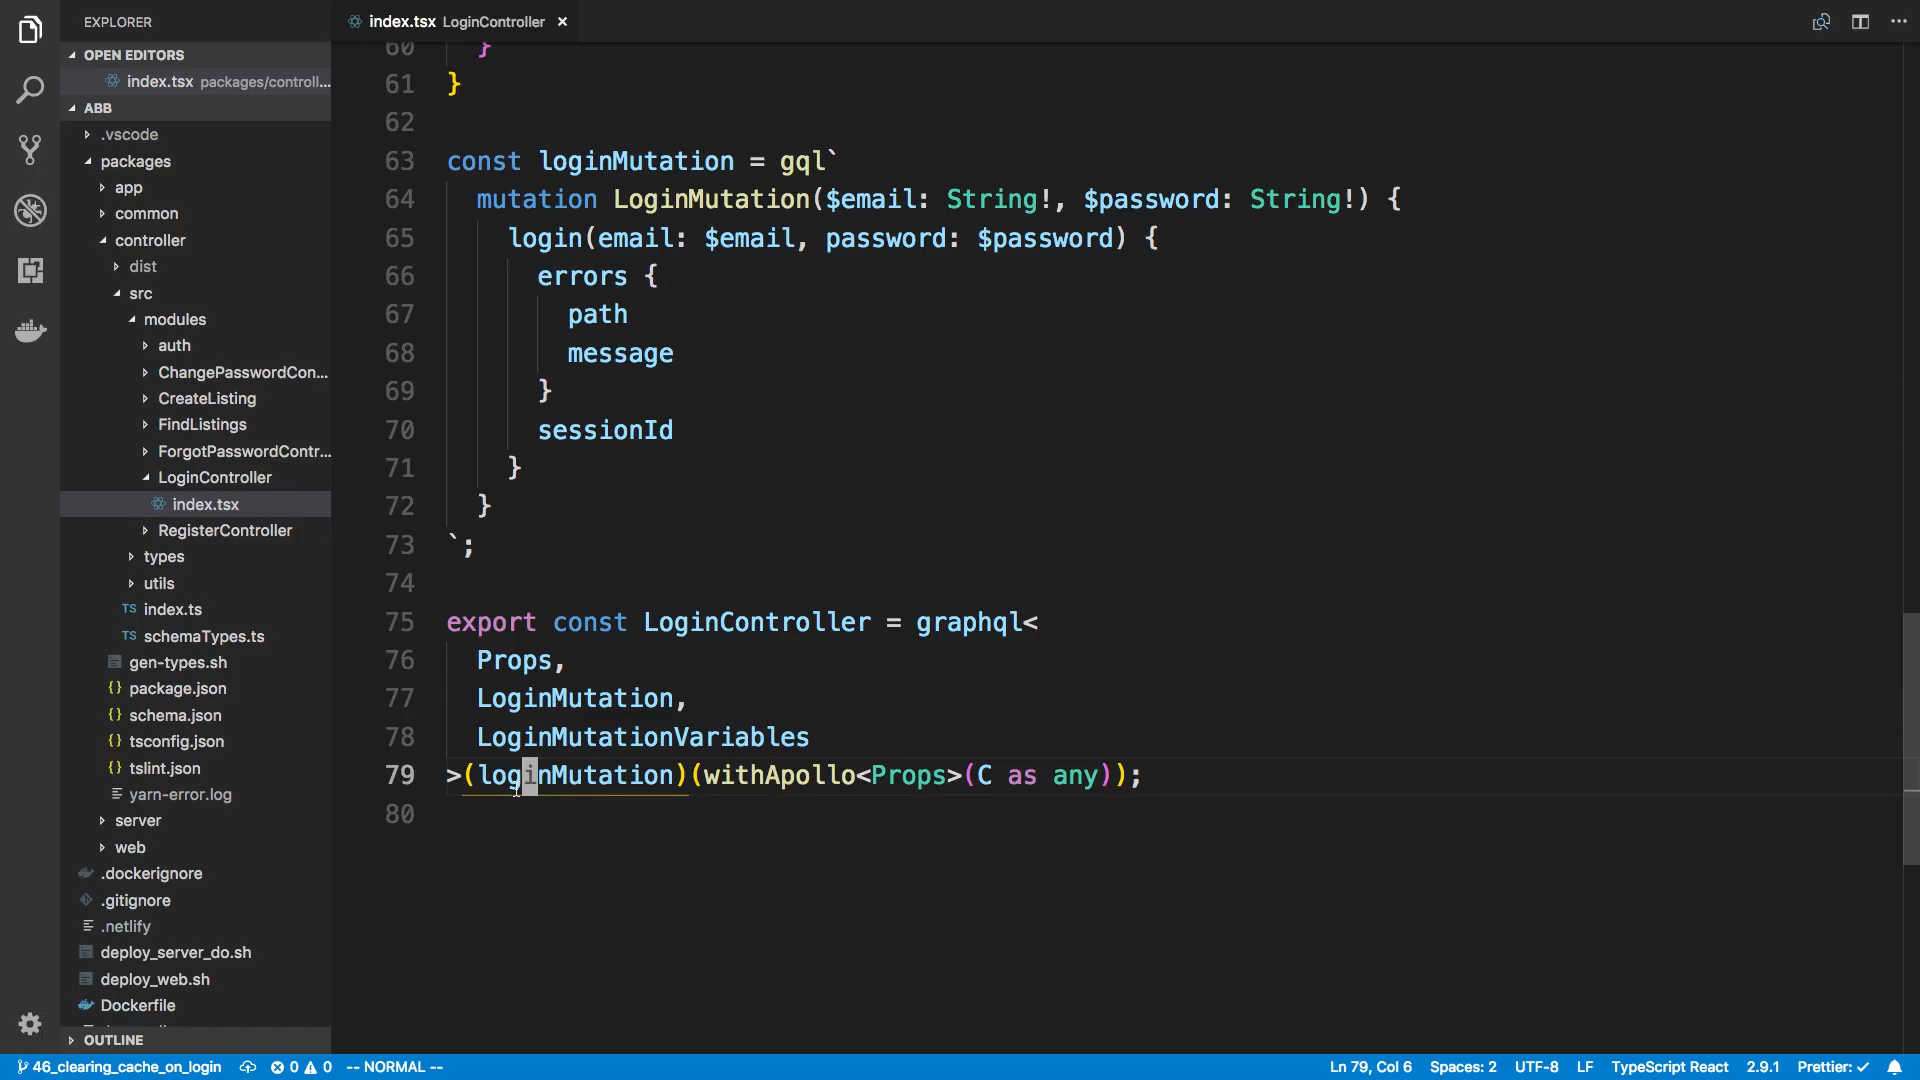 EXPLORER
OPEN EDITORS
index.tsx packages/controll...
ABB
.vscode
packages
app
common
controller
dist
src
modules
auth
ChangePasswordCon...
CreateListing
FindListings
ForgotPasswordContr...
LoginController
index.tsx
RegisterController
types
utils
TS index.ts
TS schemaTypes.ts
gen-types.sh
{} package.json
{} schema.json
{} tsconfig.json
{} tslint.json
yarn-error.log
server
web
.dockerignore
.gitignore
.netlify
deploy_server_do.sh
deploy_web.sh
Dockerfile
OUTLINE
index.tsx LoginController ×
60 }
61 }
62
63 const loginMutation = gql`
64 mutation LoginMutation($email: String!, $password: String!) {
65 login(email: $email, password: $password) {
66 errors {
67 path
68 message
69 }
70 sessionId
71 }
72 }
73 `;
74
75 export const LoginController = graphql<
76 Props,
77 LoginMutation,
78 LoginMutationVariables
79 >(loginMutation)(withApollo<Props>(C as any));
80
46_clearing_cache_on_login 0 0 -- NORMAL -- Ln 79, Col 6 Spaces: 2 UTF-8 LF TypeScript React 2.9.1 Prettier: ✓